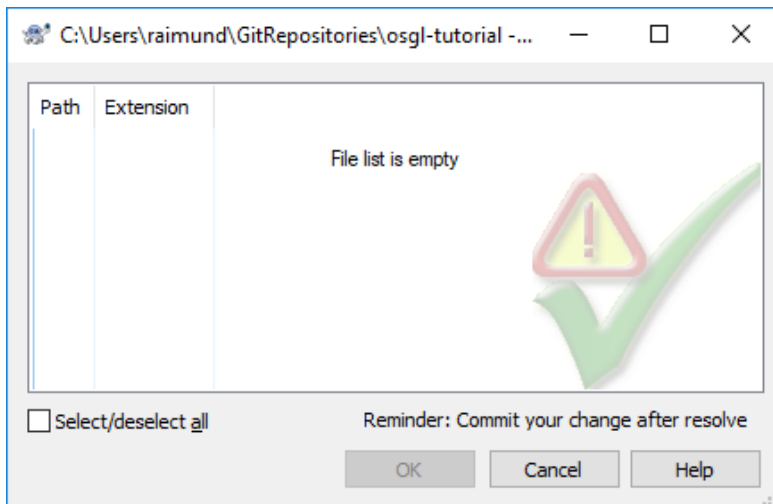 C:\Users\raimund\GitRepositories\osgl-tutorial -...
Path Extension
File list is empty
Select/deselect all
Reminder: Commit your change after resolve
OK Cancel Help